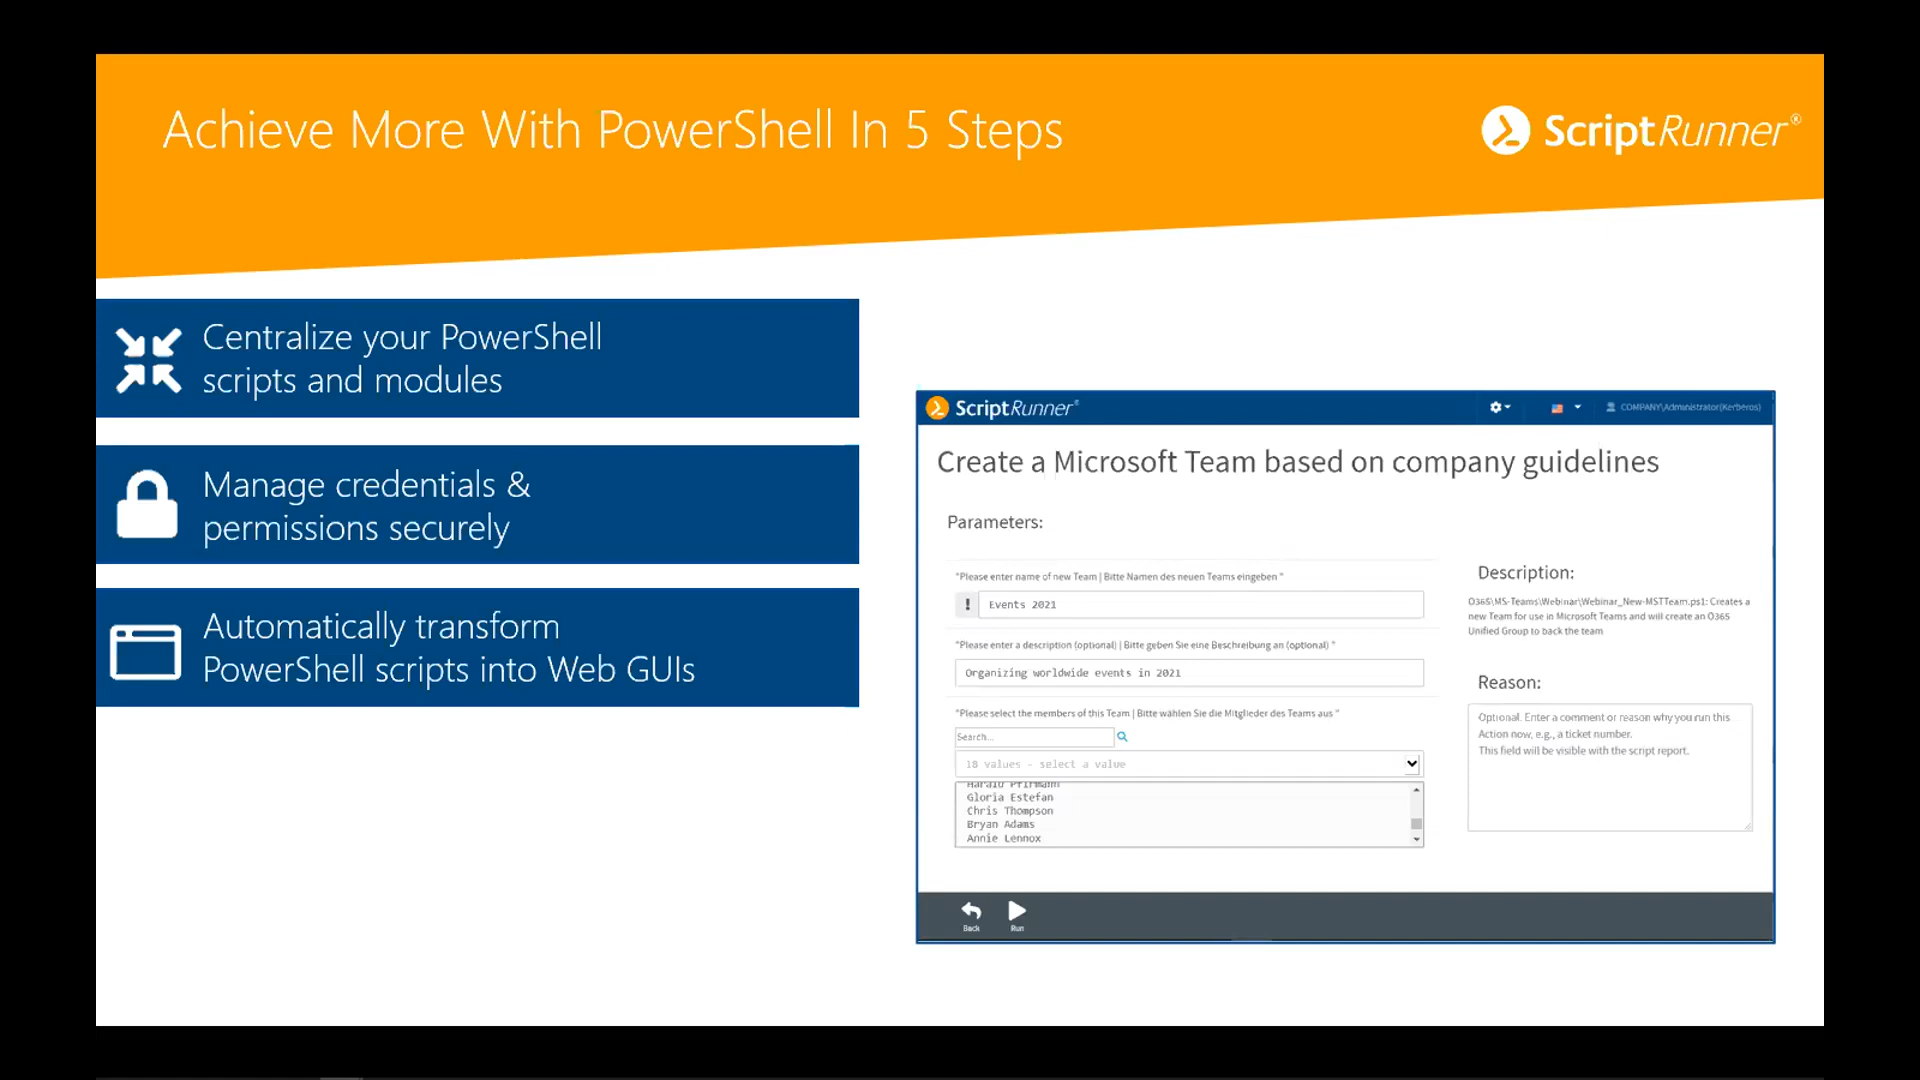 Achieve More With PowerShell In 5 Steps
ScriptRunner®
Centralize your PowerShell
scripts and modules
Manage credentials &
permissions securely
Automatically transform
PowerShell scripts into Web GUIs
ScriptRunner®
COMPANY\Administrator(Kerberos)
Create a Microsoft Team based on company guidelines
Parameters:
"Please enter name of new Team | Bitte Namen des neuen Teams eingeben "
! Events 2021
"Please enter a description (optional) | Bitte geben Sie eine Beschreibung an (optional) "
Organizing worldwide events in 2021
"Please select the members of this Team | Bitte wählen Sie die Mitglieder des Teams aus "
Search...
18 values - select a value
Harald Pfirmann
Gloria Estefan
Chris Thompson
Bryan Adams
Annie Lennox
Description:
O365\MS-Teams\Webinar\Webinar_New-MSTTeam.ps1: Creates a
new Team for use in Microsoft Teams and will create an O365
Unified Group to back the team
Reason:
Optional. Enter a comment or reason why you run this
Action now, e.g., a ticket number.
This field will be visible with the script report.
Back
Run